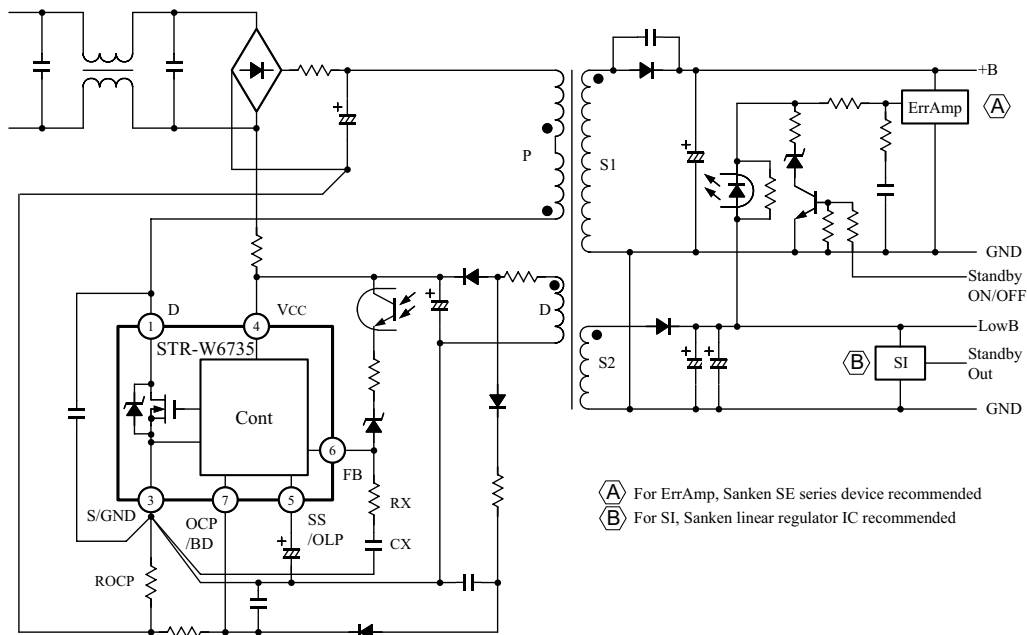 +B
ErrAmp
A
P
S1
GND
Standby
ON/OFF
D
VCC
D
1
4
STR-W6735
LowB
S2
B
SI
Standby
Out
Cont
GND
6
FB
3
7
5
S/GND
OCP
/BD
SS
/OLP
RX
CX
ROCP
A For ErrAmp, Sanken SE series device recommended
B For SI, Sanken linear regulator IC recommended